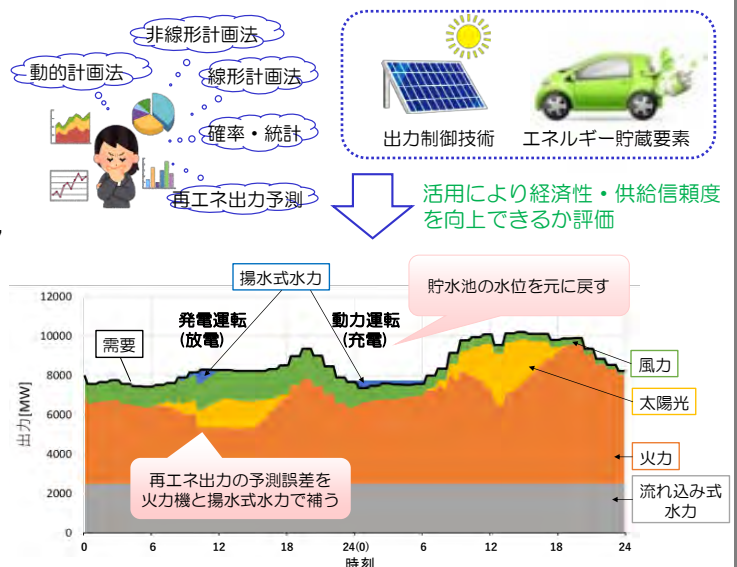 非線形計画法
動的計画法
線形計画法
確率・統計
再エネ出力予測
出力制御技術
エネルギー貯蔵要素
活用により経済性・供給信頼度
を向上できるか評価
揚水式水力
貯水池の水位を元に戻す
発電運転
(放電)
動力運転
(充電)
需要
風力
太陽光
火力
流れ込み式
水力
再エネ出力の予測誤差を
火力機と揚水式水力で補う
出力[MW]
12000
10000
8000
6000
4000
2000
0
0
6
12
18
24(0)
6
12
18
24
時刻